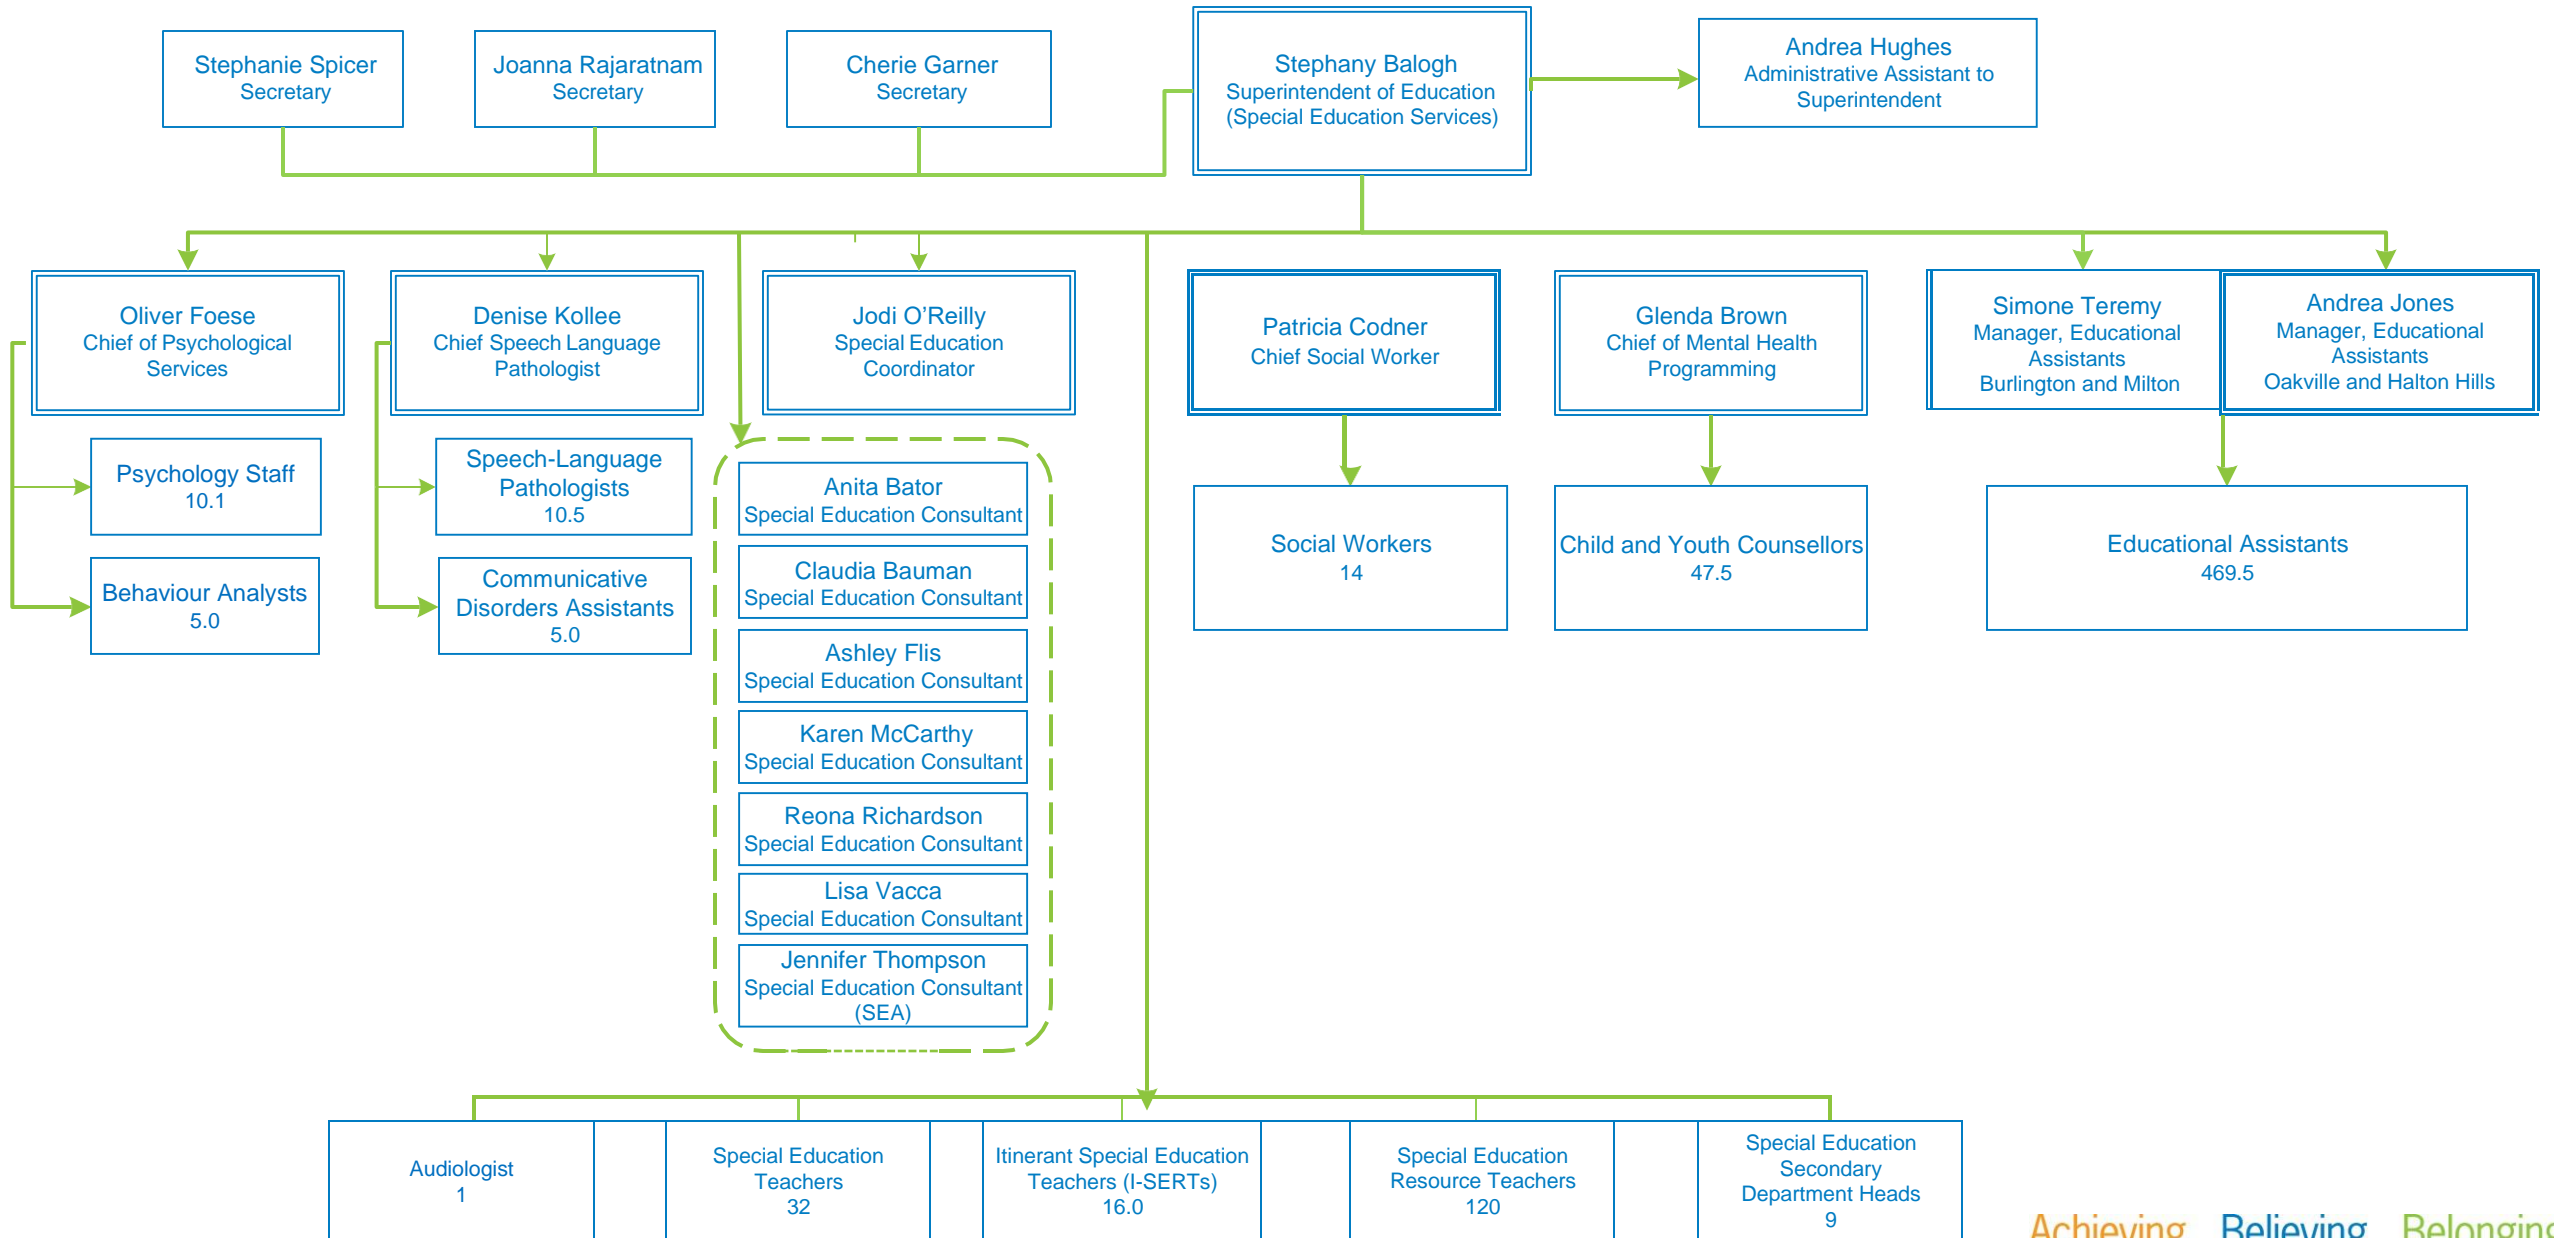 Stephanie Spicer
Secretary
Joanna Rajaratnam
Secretary
Cherie Garner
Secretary
Stephany Balogh
Superintendent of Education
(Special Education Services)
Andrea Hughes
Administrative Assistant to
Superintendent
Oliver Foese
Chief of Psychological
Services
Denise Kollee
Chief Speech Language
Pathologist
Jodi O’Reilly
Special Education
Coordinator
Patricia Codner
Chief Social Worker
Glenda Brown
Chief of Mental Health
Programming
Simone Teremy
Manager, Educational
Assistants
Burlington and Milton
Andrea Jones
Manager, Educational
Assistants
Oakville and Halton Hills
Psychology Staff
10.1
Behaviour Analysts
5.0
Speech-Language
Pathologists
10.5
Communicative
Disorders Assistants
5.0
Anita Bator
Special Education Consultant
Claudia Bauman
Special Education Consultant
Ashley Flis
Special Education Consultant
Karen McCarthy
Special Education Consultant
Reona Richardson
Special Education Consultant
Lisa Vacca
Special Education Consultant
Jennifer Thompson
Special Education Consultant
(SEA)
Social Workers
14
Child and Youth Counsellors
47.5
Educational Assistants
469.5
Audiologist
1
Special Education
Teachers
32
Itinerant Special Education
Teachers (I-SERTs)
16.0
Special Education
Resource Teachers
120
Special Education
Secondary
Department Heads
9
Achieving Believing Belonging